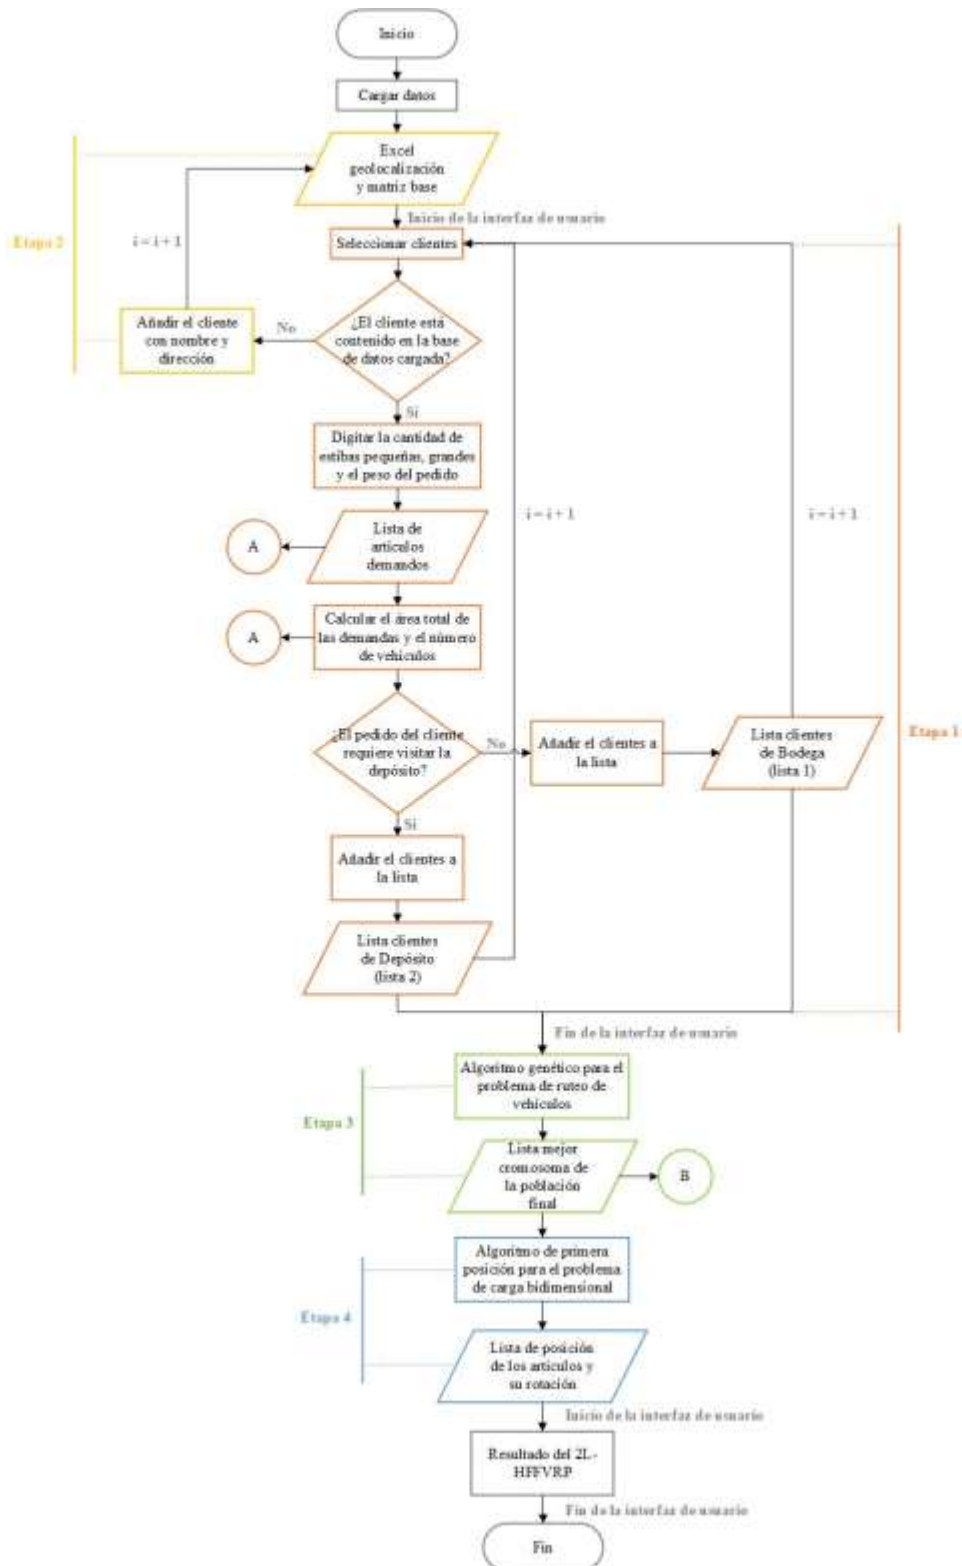 Inicio
Cargar datos
Excel
geolocalización
y matriz base
Inicio de la interfaz de usuario
Etapa 2
i = i + 1
Seleccionar clientes
Añadir el cliente
con nombre y
dirección
No
¿El cliente está
contenido en la base
de datos cargada?
Si
Digitar la cantidad de
estibas pequeñas, grandes
y el peso del pedido
i = i + 1
i = i + 1
A
Lista de
artículos
demandos
A
Calcular el área total de
las demandas y el número
de vehículos
¿El pedido del cliente
requiere visitar la
depósito?
No
Añadir el clientes a
la lista
Lista clientes
de Bodega
(lista 1)
Etapa 1
Si
Añadir el clientes a
la lista
Lista clientes
de Depósito
(lista 2)
Fin de la interfaz de usuario
Algoritmo genético para el
problema de ruteo de
vehículos
Etapa 3
Lista mejor
cromosoma de
la población
final
B
Algoritmo de primera
posición para el problema
de carga bidimensional
Etapa 4
Lista de posición
de los artículos y
su rotación
Inicio de la interfaz de usuario
Resultado del 2L-
HFFVRP
Fin de la interfaz de usuario
Fin